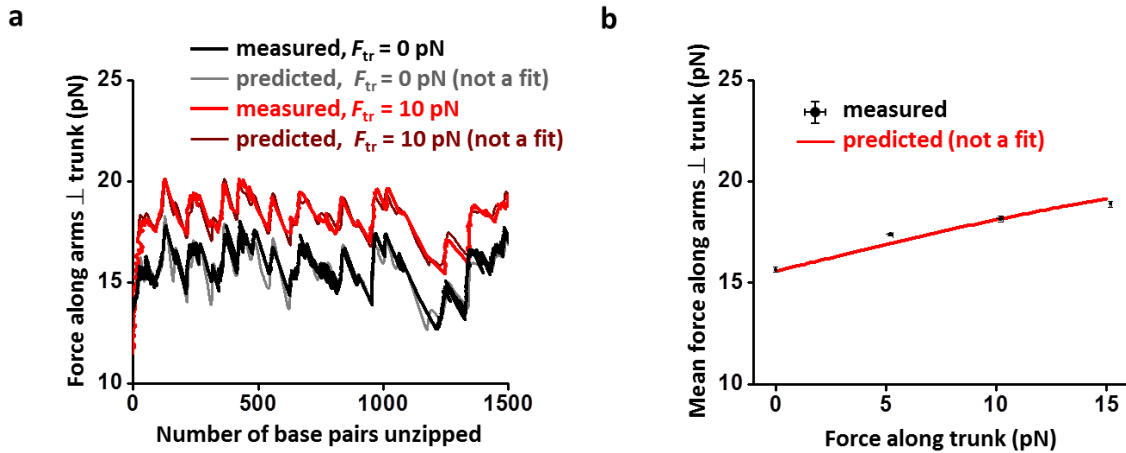 a
measured, Ftr = 0 pN
predicted, Ftr = 0 pN (not a fit)
measured, Ftr = 10 pN
predicted, Ftr = 10 pN (not a fit)
Force along arms ⊥ trunk (pN)
25
20
15
10
0
500
1000
1500
Number of base pairs unzipped
b
measured
predicted (not a fit)
Mean force along arms ⊥ trunk (pN)
25
20
15
10
0
5
10
15
Force along trunk (pN)